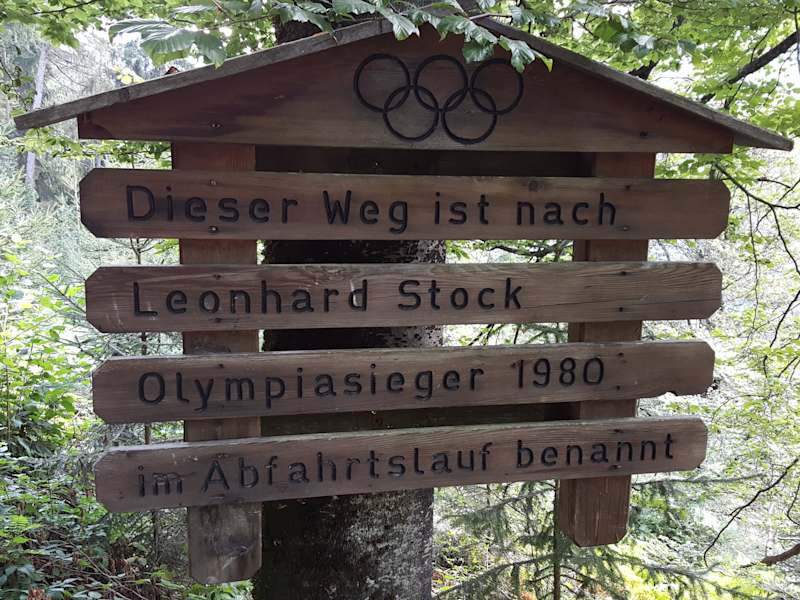 Dieser Weg ist nach
Leonhard Stock
Olympiasieger 1980
im Abfahrtslauf benannt